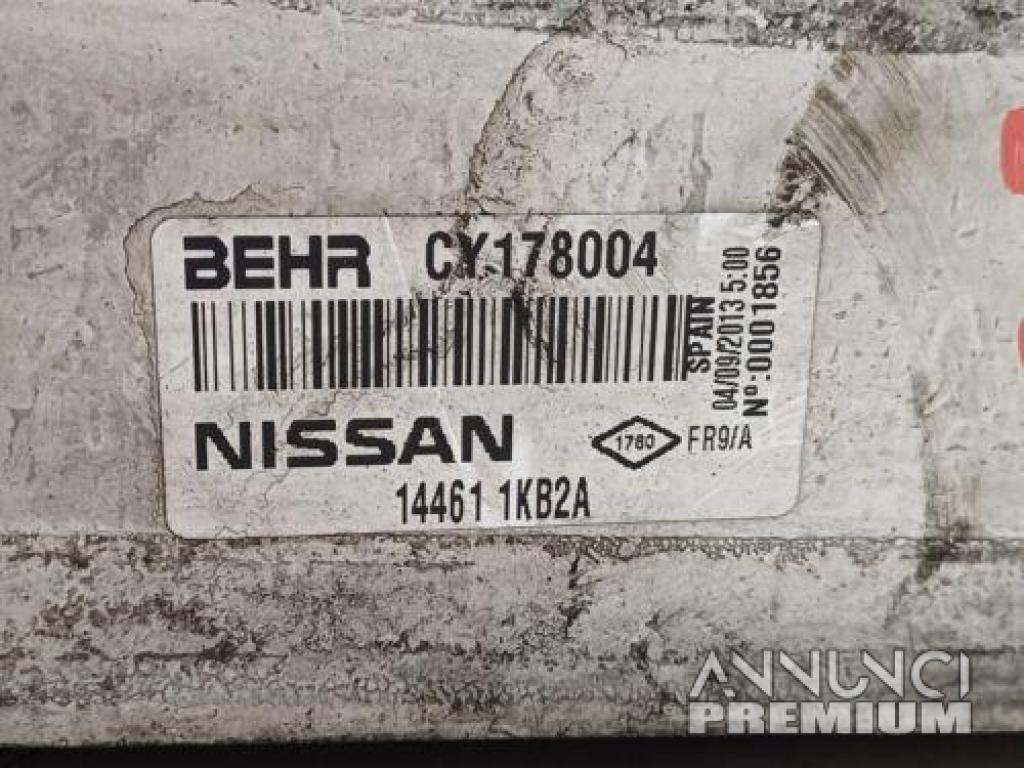 BEHR CY178004
SPAIN
04/09/2013 5:00
Nº:0001856
NISSAN 1780 FR9/A
14461 1KB2A
ANNUNCI
PREMIUM